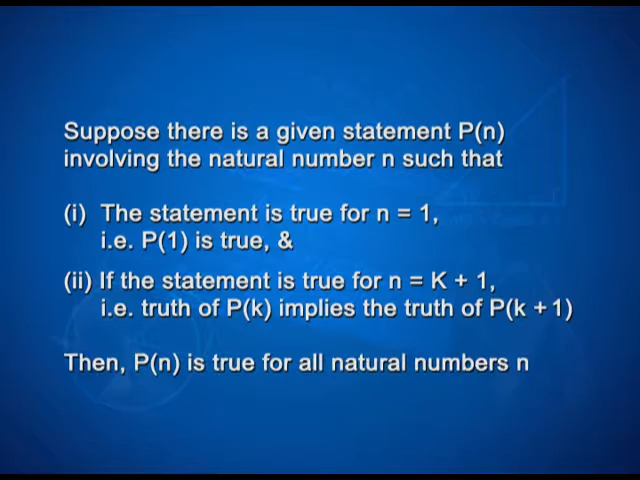 Suppose there is a given statement P(n)
involving the natural number n such that
(i) The statement is true for n = 1,
i.e. P(1) is true, &
(ii) If the statement is true for n = K + 1,
i.e. truth of P(k) implies the truth of P(k + 1)
Then, P(n) is true for all natural numbers n